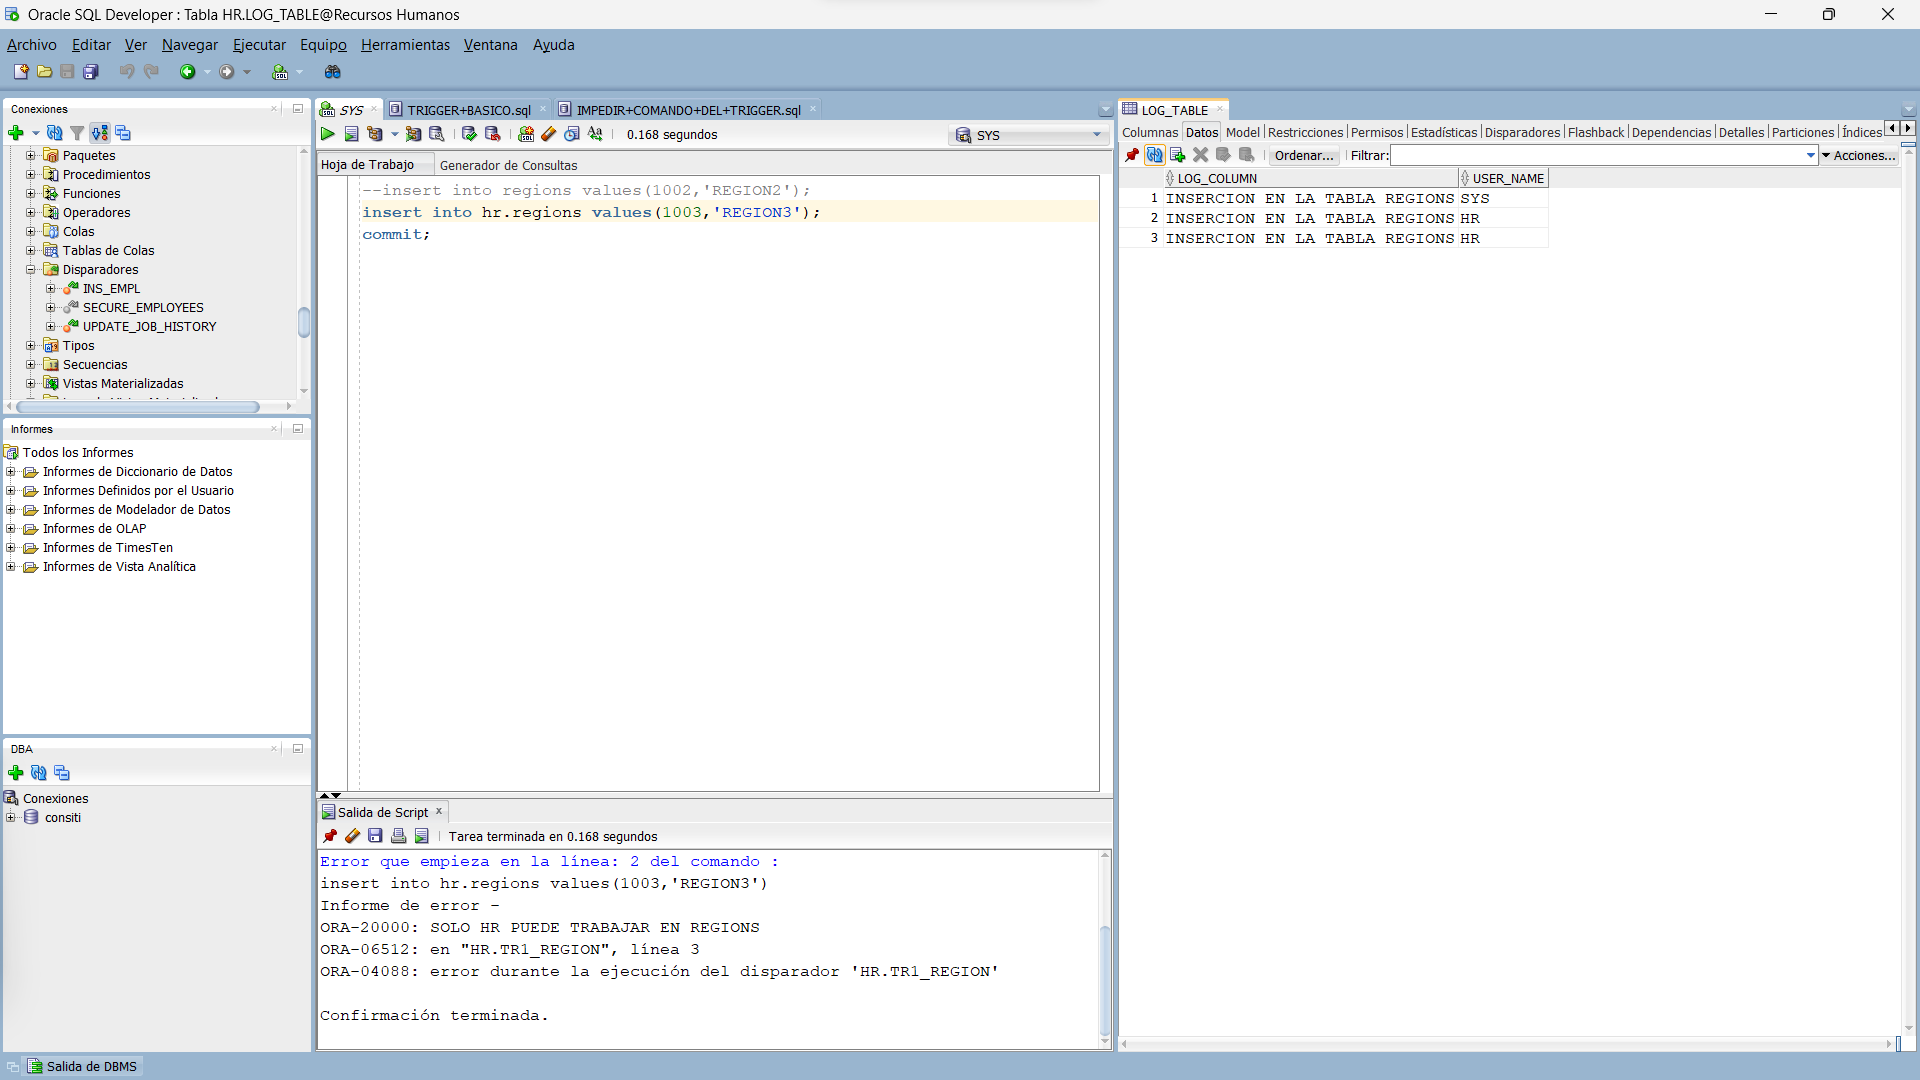 Oracle SQL Developer : Tabla HR.LOG_TABLE@Recursos Humanos
Archivo Editar Ver Navegar Ejecutar Equipo Herramientas Ventana Ayuda
Conexiones
Paquetes
Procedimientos
Funciones
Operadores
Colas
Tablas de Colas
Disparadores
INS_EMPL
SECURE_EMPLOYEES
UPDATE_JOB_HISTORY
Tipos
Secuencias
Vistas Materializadas
Informes
Todos los Informes
Informes de Diccionario de Datos
Informes Definidos por el Usuario
Informes de Modelador de Datos
Informes de OLAP
Informes de TimesTen
Informes de Vista Analítica
DBA
Conexiones
consiti
SYS TRIGGER+BASICO.sql IMPEDIR+COMANDO+DEL+TRIGGER.sql
0.168 segundos SYS
Hoja de Trabajo Generador de Consultas
--insert into regions values(1002,'REGION2');
insert into hr.regions values(1003,'REGION3');
commit;
Salida de Script
Tarea terminada en 0.168 segundos
Error que empieza en la línea: 2 del comando :
insert into hr.regions values(1003,'REGION3')
Informe de error -
ORA-20000: SOLO HR PUEDE TRABAJAR EN REGIONS
ORA-06512: en "HR.TR1_REGION", línea 3
ORA-04088: error durante la ejecución del disparador 'HR.TR1_REGION'
Confirmación terminada.
LOG_TABLE
Columnas Datos Model Restricciones Permisos Estadísticas Disparadores Flashback Dependencias Detalles Particiones Índices
Ordenar... Filtrar: Acciones...
LOG_COLUMN USER_NAME
1 INSERCION EN LA TABLA REGIONS SYS
2 INSERCION EN LA TABLA REGIONS HR
3 INSERCION EN LA TABLA REGIONS HR
Salida de DBMS